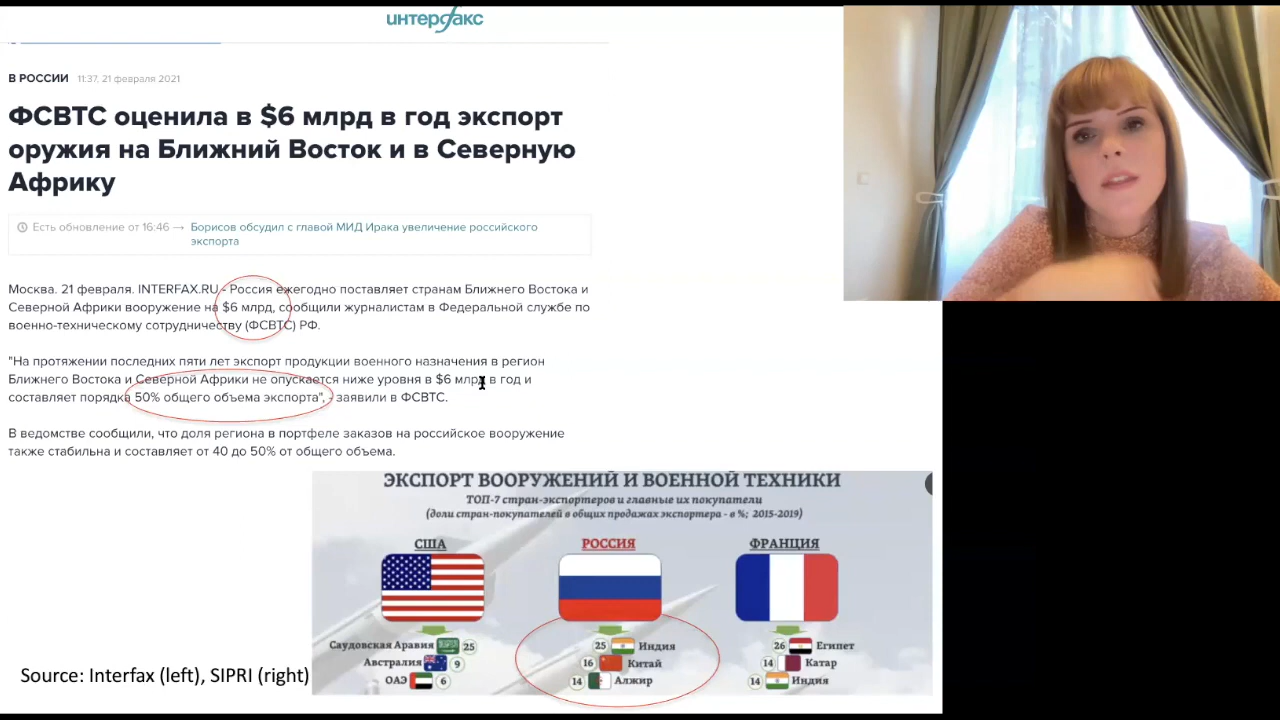 интерфакс
В РОССИИ 11:37, 21 февраля 2021
ФСВТС оценила в $6 млрд в год экспорт
оружия на Ближний Восток и в Северную
Африку
Есть обновление от 16:46 → Борисов обсудил с главой МИД Ирака увеличение российского
экспорта
Москва. 21 февраля. INTERFAX.RU - Россия ежегодно поставляет странам Ближнего Востока и
Северной Африки вооружение на $6 млрд, сообщили журналистам в Федеральной службе по
военно-техническому сотрудничеству (ФСВТС) РФ.
"На протяжении последних пяти лет экспорт продукции военного назначения в регион
Ближнего Востока и Северной Африки не опускается ниже уровня в $6 млрд в год и
составляет порядка 50% общего объема экспорта", - заявили в ФСВТС.
В ведомстве сообщили, что доля региона в портфеле заказов на российское вооружение
также стабильна и составляет от 40 до 50% от общего объема.
ЭКСПОРТ ВООРУЖЕНИЙ И ВОЕННОЙ ТЕХНИКИ
ТОП-7 стран-экспортеров и главные их покупатели
(доли стран-покупателей в общих продажах экспортера - в %; 2015-2019)
США РОССИЯ ФРАНЦИЯ
Саудовская Аравия 25 25 Индия 26 Египет
Австралия 9 16 Китай 14 Катар
ОАЭ 6 14 Алжир 14 Индия
Source: Interfax (left), SIPRI (right)